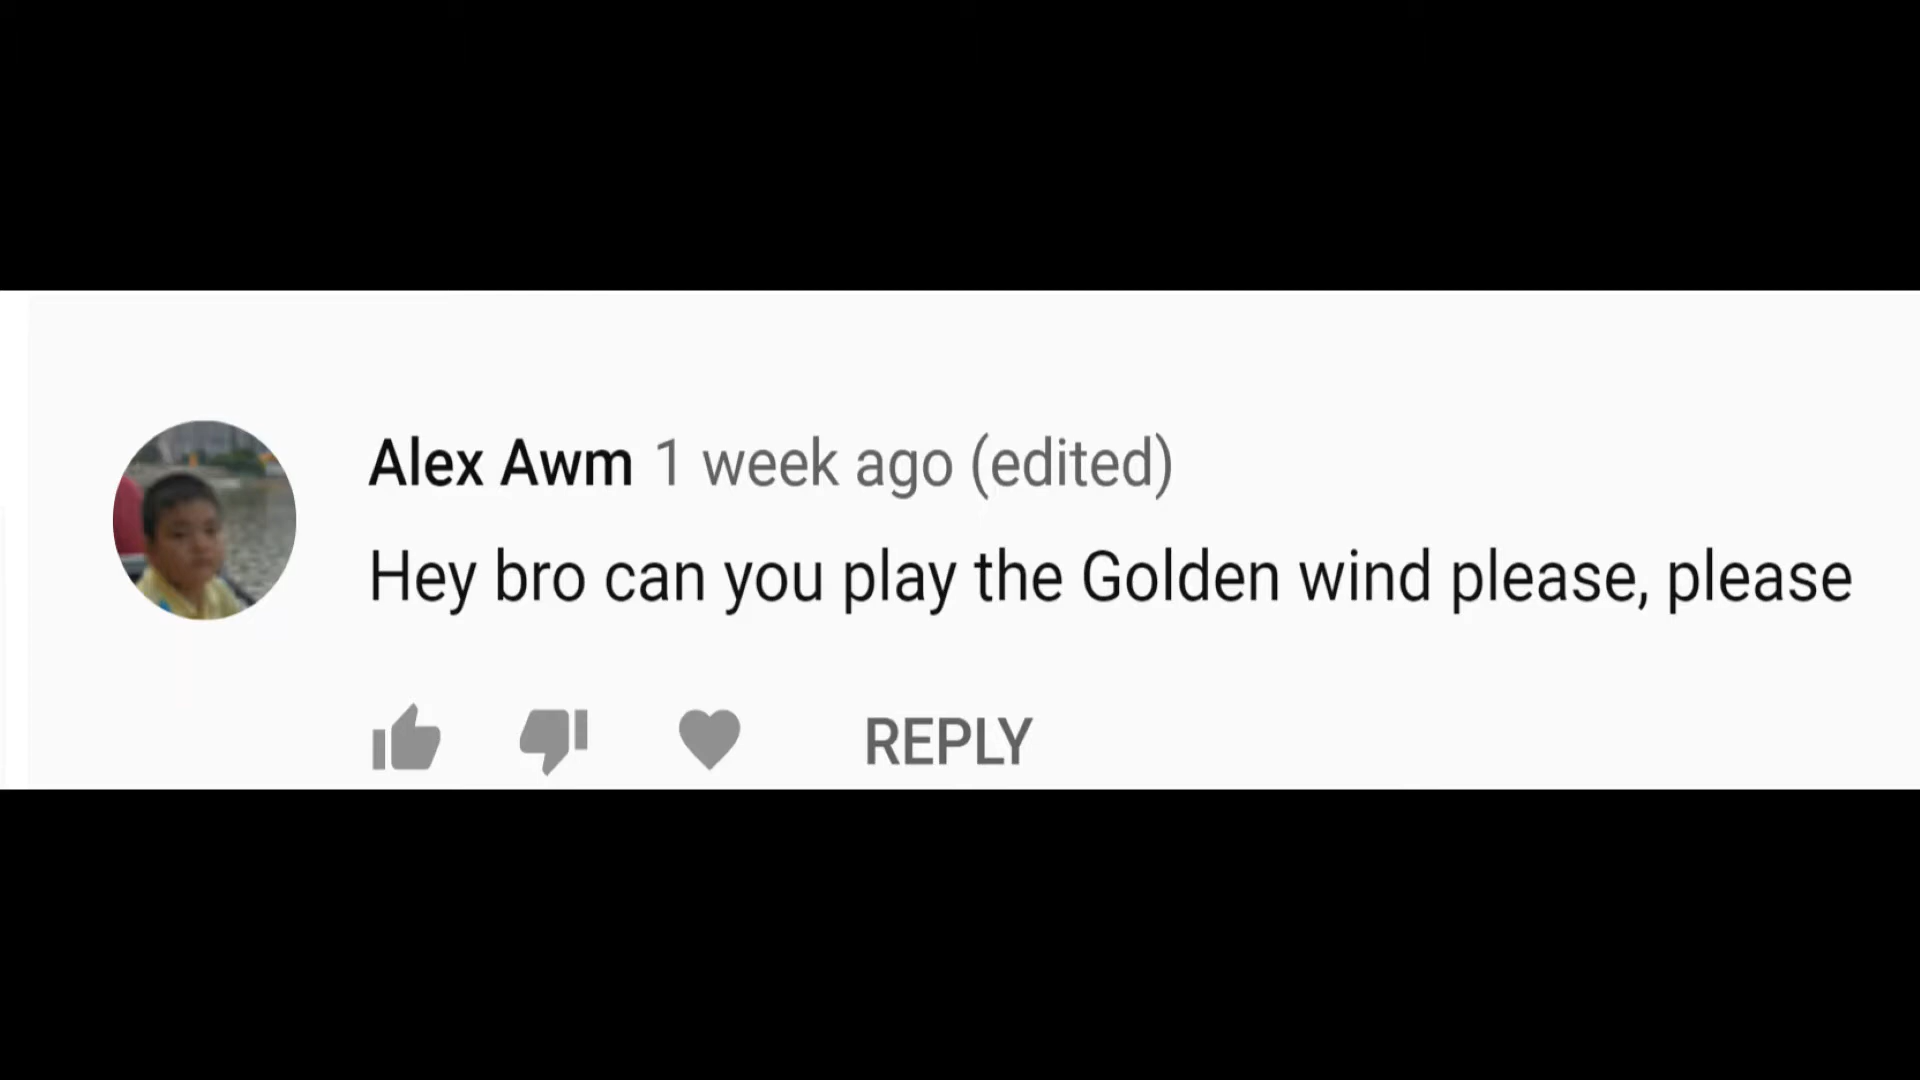 Alex Awm 1 week ago (edited)
Hey bro can you play the Golden wind please, please
REPLY